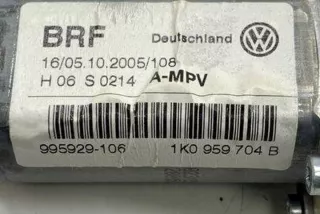 BRF Deutschland
16/05.10.2005/108
H 06 S 0214 A-MPV
995929-106 1K0 959 704 B